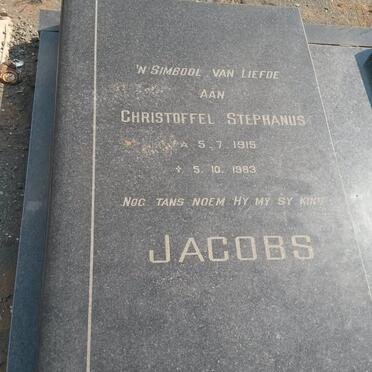 'N SIMBOOL VAN LIEFDE
AAN
CHRISTOFFEL STEPHANUS
5. 7. 1915
† 5. 10. 1983
NOG TANS NOEM HY MY SY KIND
JACOBS